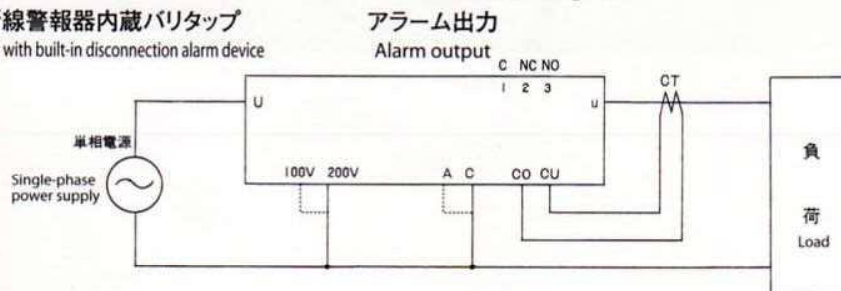 線警報器内蔵バリタップ
with built-in disconnection alarm device
アラーム出力
Alarm output
C NC NO
1 2 3
CT
U
u
単相電源
Single-phase
power supply
100V 200V
A C
CO CU
負
荷
Load